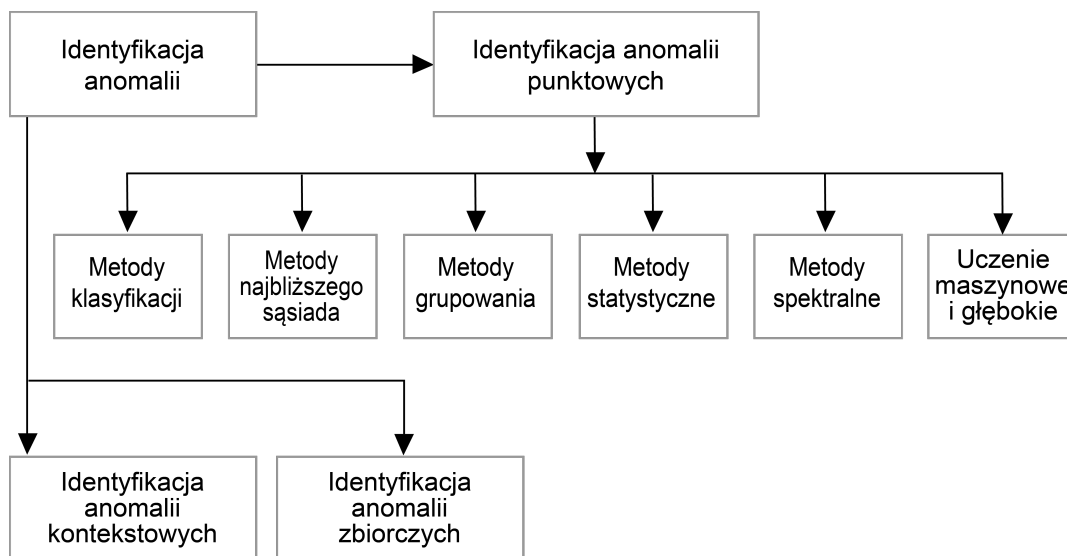 Identyfikacja
anomalii
Identyfikacja anomalii
punktowych
Metody
klasyfikacji
Metody
najbliższego
sąsiada
Metody
grupowania
Metody
statystyczne
Metody
spektralne
Uczenie
maszynowe
i głębokie
Identyfikacja
anomalii
kontekstowych
Identyfikacja
anomalii
zbiorczych